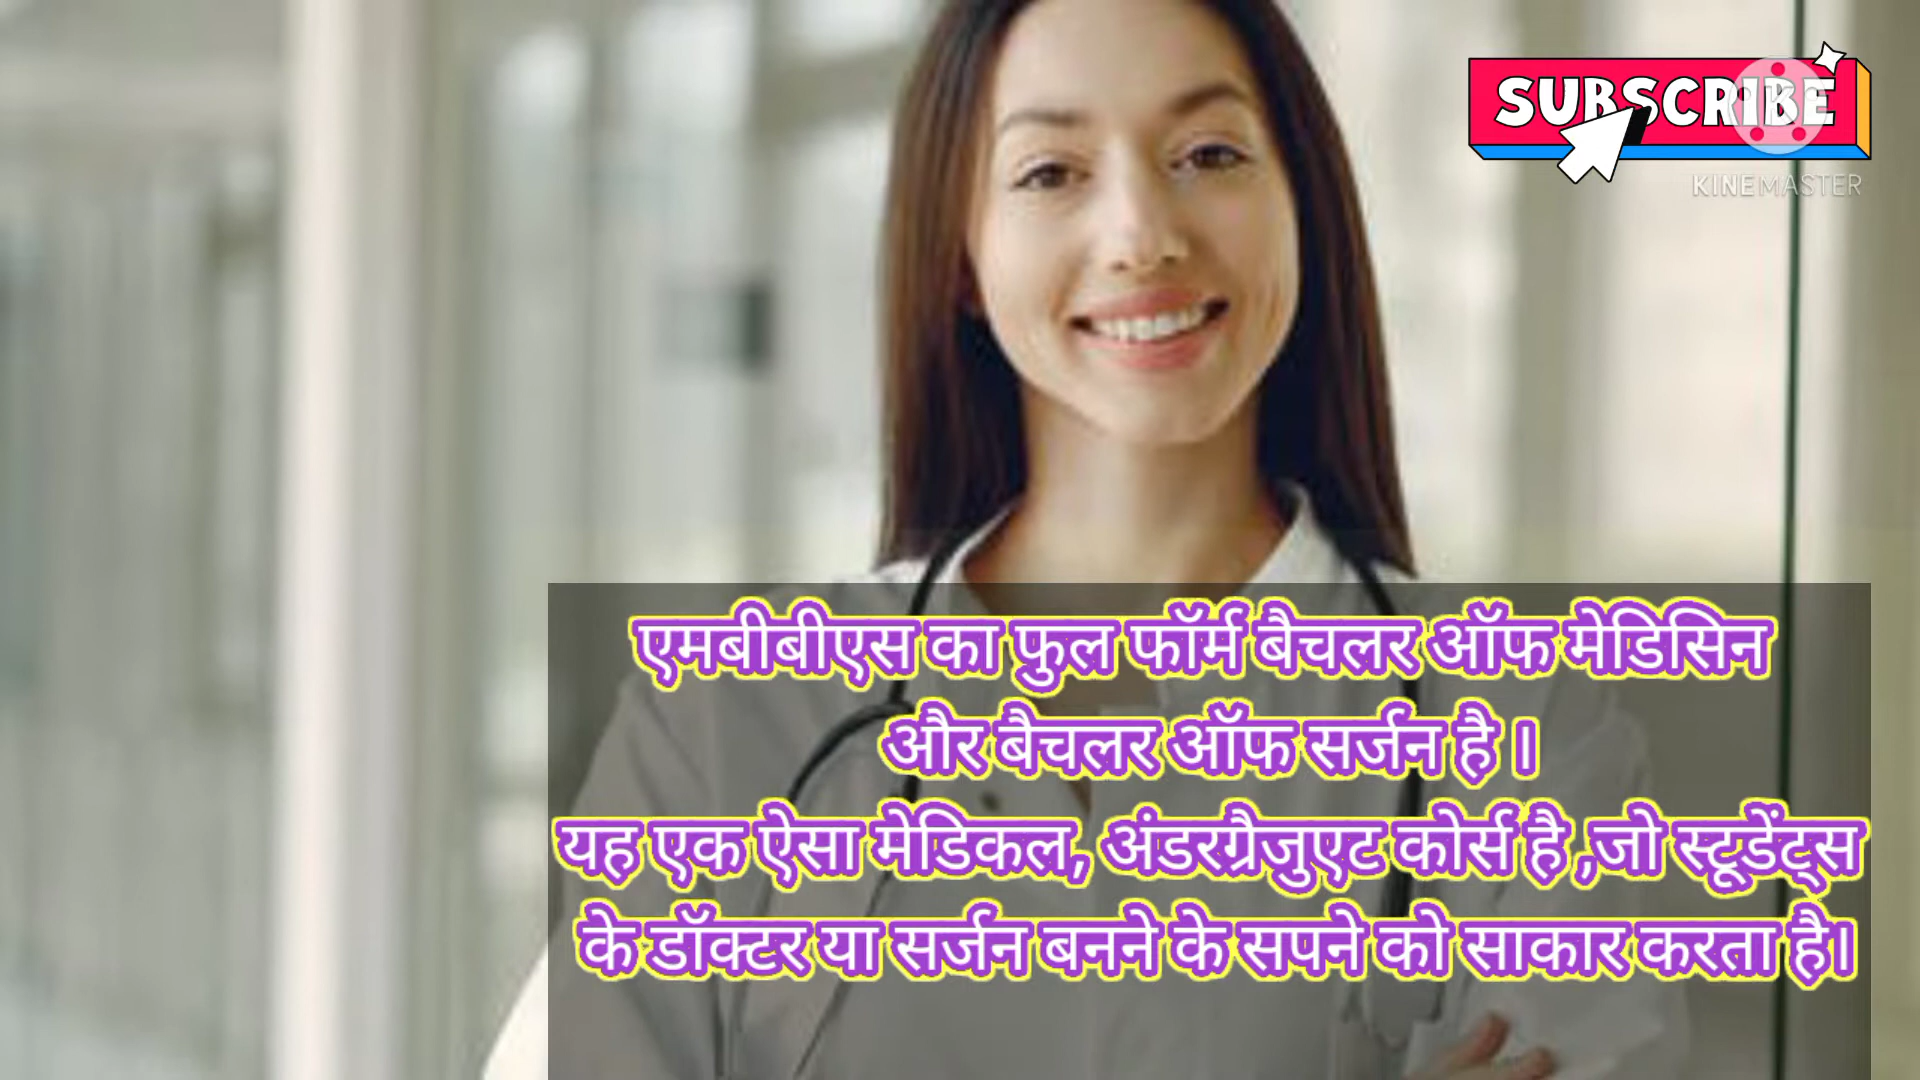 SUBSCRIBE
KINEMASTER
एमबीबीएस का फुल फॉर्म बैचलर ऑफ मेडिसिन
और बैचलर ऑफ सर्जन है ।
यह एक ऐसा मेडिकल, अंडरग्रैजुएट कोर्स है ,जो स्टूडेंट्स
के डॉक्टर या सर्जन बनने के सपने को साकार करता है।